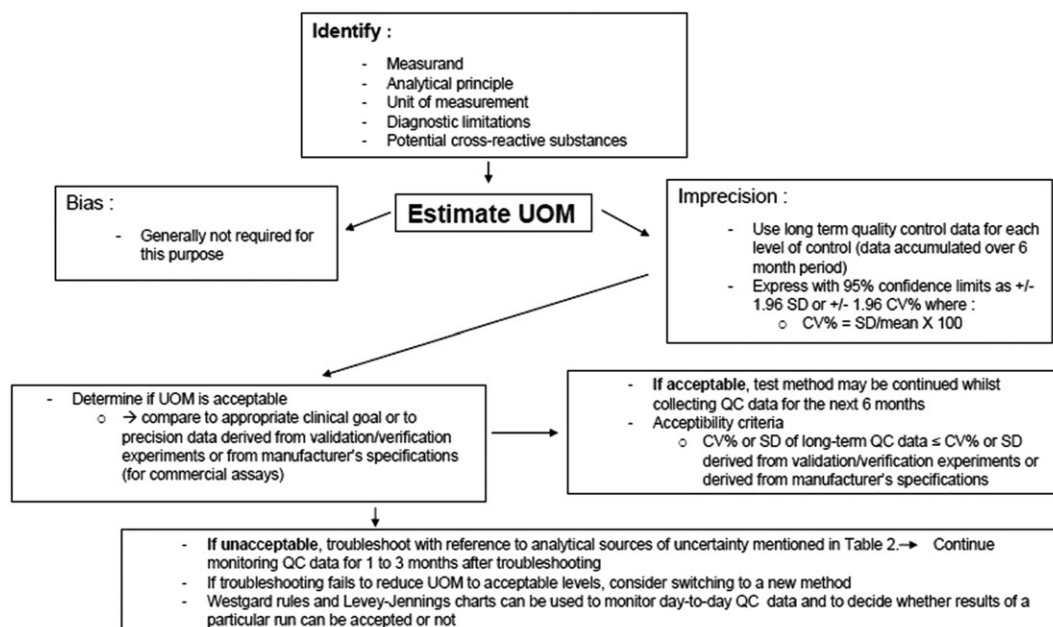 Identify :
- Measurand
- Analytical principle
- Unit of measurement
- Diagnostic limitations
- Potential cross-reactive substances
Bias :
- Generally not required for
this purpose
Estimate UOM
Imprecision :
- Use long term quality control data for each
level of control (data accumulated over 6
month period)
- Express with 95% confidence limits as +/-
1.96 SD or +/- 1.96 CV% where :
o CV% = SD/mean X 100
- Determine if UOM is acceptable
o → compare to appropriate clinical goal or to
precision data derived from validation/verification
experiments or from manufacturer's specifications
(for commercial assays)
- If acceptable, test method may be continued whilst
collecting QC data for the next 6 months
- Acceptibility criteria
o CV% or SD of long-term QC data ≤ CV% or SD
derived from validation/verification experiments or
derived from manufacturer's specifications
- If unacceptable, troubleshoot with reference to analytical sources of uncertainty mentioned in Table 2.→ Continue
monitoring QC data for 1 to 3 months after troubleshooting
- If troubleshooting fails to reduce UOM to acceptable levels, consider switching to a new method
- Westgard rules and Levey-Jennings charts can be used to monitor day-to-day QC data and to decide whether results of a
particular run can be accepted or not